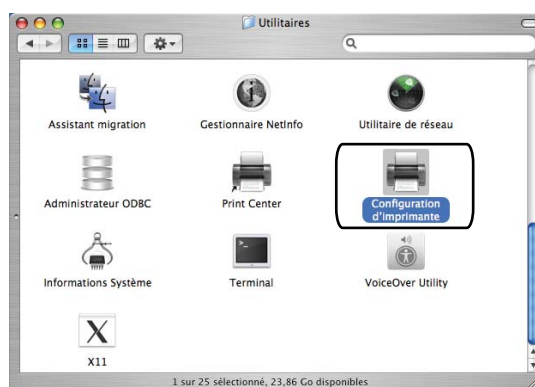 Utilitaires
Assistant migration
Gestionnaire NetInfo
Utilitaire de réseau
Administrateur ODBC
Print Center
Configuration
d'imprimante
Informations Système
Terminal
VoiceOver Utility
X11
1 sur 25 sélectionné, 23,86 Go disponibles